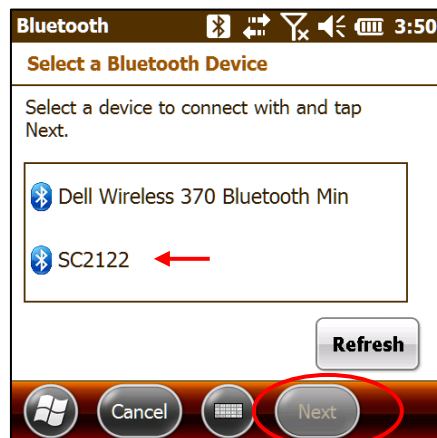 Bluetooth 3:50
Select a Bluetooth Device
Select a device to connect with and tap
Next.
Dell Wireless 370 Bluetooth Min
SC2122
Refresh
Cancel Next